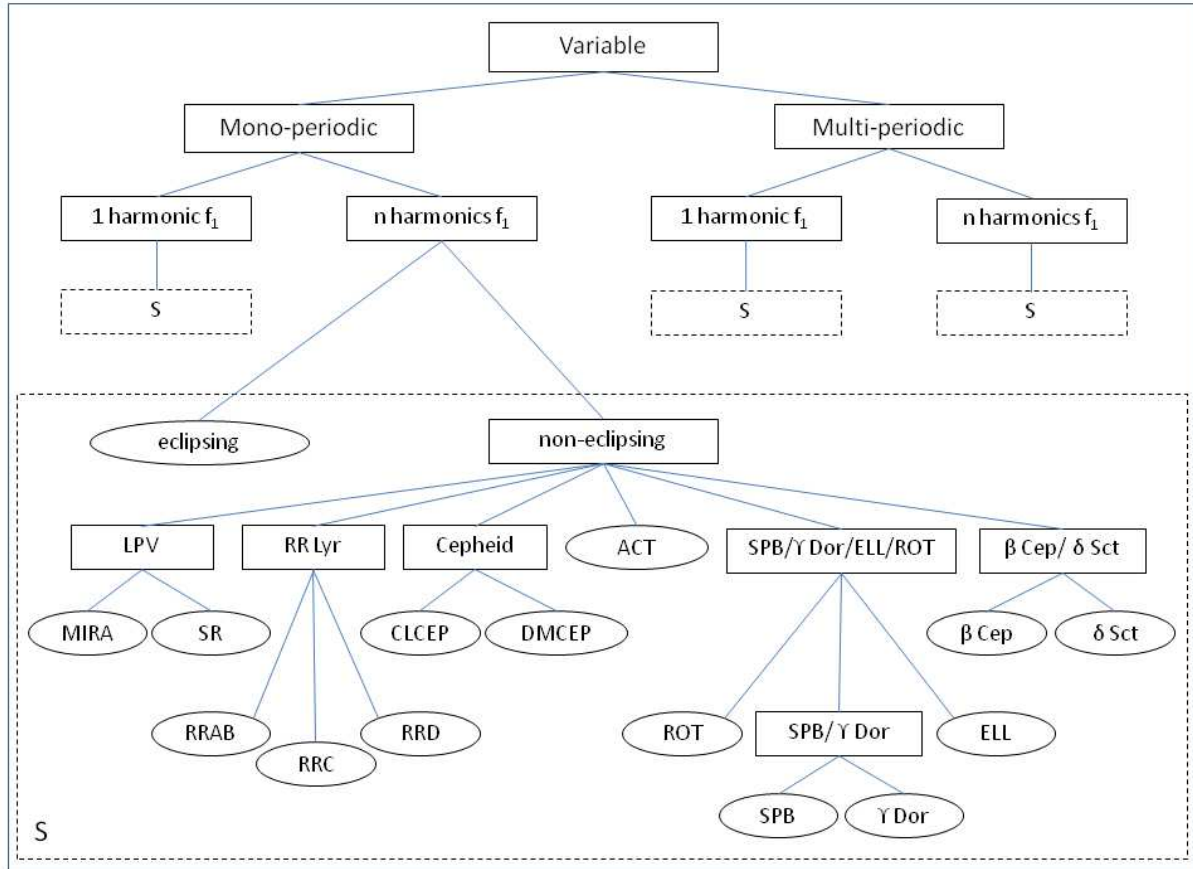 Variable
Mono-periodic
Multi-periodic
1 harmonic f₁
n harmonics f₁
1 harmonic f₁
n harmonics f₁
S
S
S
eclipsing
non-eclipsing
LPV
RR Lyr
Cepheid
ACT
SPB/ϒ Dor/ELL/ROT
β Cep/ δ Sct
MIRA
SR
CLCEP
DMCEP
β Cep
δ Sct
RRAB
RRC
RRD
ROT
SPB/ ϒ Dor
ELL
SPB
ϒ Dor
S